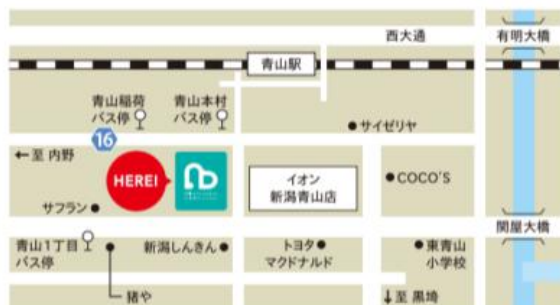 西大通
有明大橋
青山駅
青山稲荷
バス停
青山本村
バス停
サイゼリヤ
16
←至 内野
HERE!
イオン
新潟青山店
COCO'S
サフラン
関屋大橋
青山1丁目
バス停
新潟しんきん
トヨタ
マクドナルド
東青山
小学校
猪や
↓至 黒埼